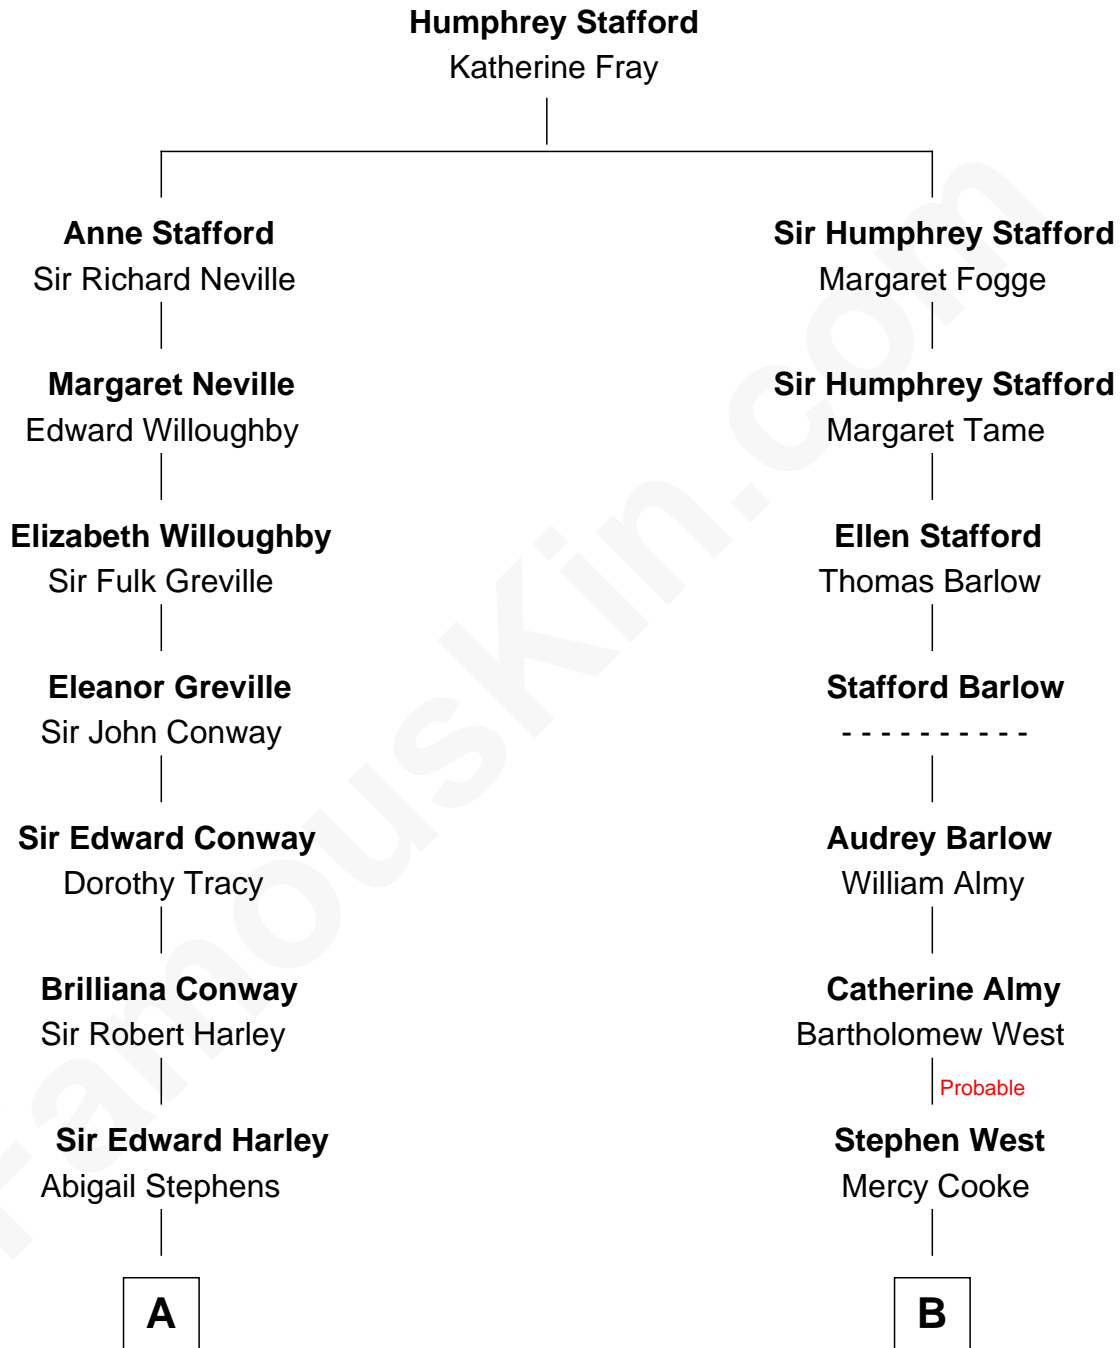 Humphrey Stafford
Katherine Fray
Anne Stafford
Sir Richard Neville
Margaret Neville
Edward Willoughby
Elizabeth Willoughby
Sir Fulk Greville
Eleanor Greville
Sir John Conway
Sir Edward Conway
Dorothy Tracy
Brilliana Conway
Sir Robert Harley
Sir Edward Harley
Abigail Stephens
A
Sir Humphrey Stafford
Margaret Fogge
Sir Humphrey Stafford
Margaret Tame
Ellen Stafford
Thomas Barlow
Stafford Barlow
- - - - - - - - - -
Audrey Barlow
William Almy
Catherine Almy
Bartholomew West
Probable
Stephen West
Mercy Cooke
B
FamousKin.com